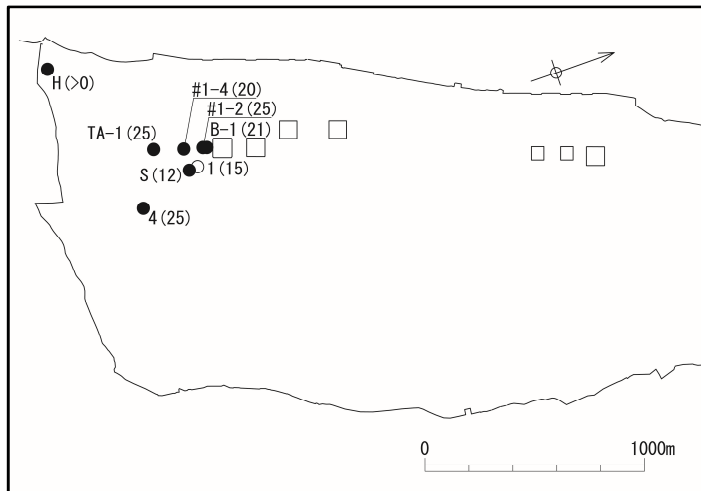 H(>0)
#1-4(20)
#1-2(25)
TA-1(25)
B-1(21)
S(12)
1(15)
4(25)
0
1000m